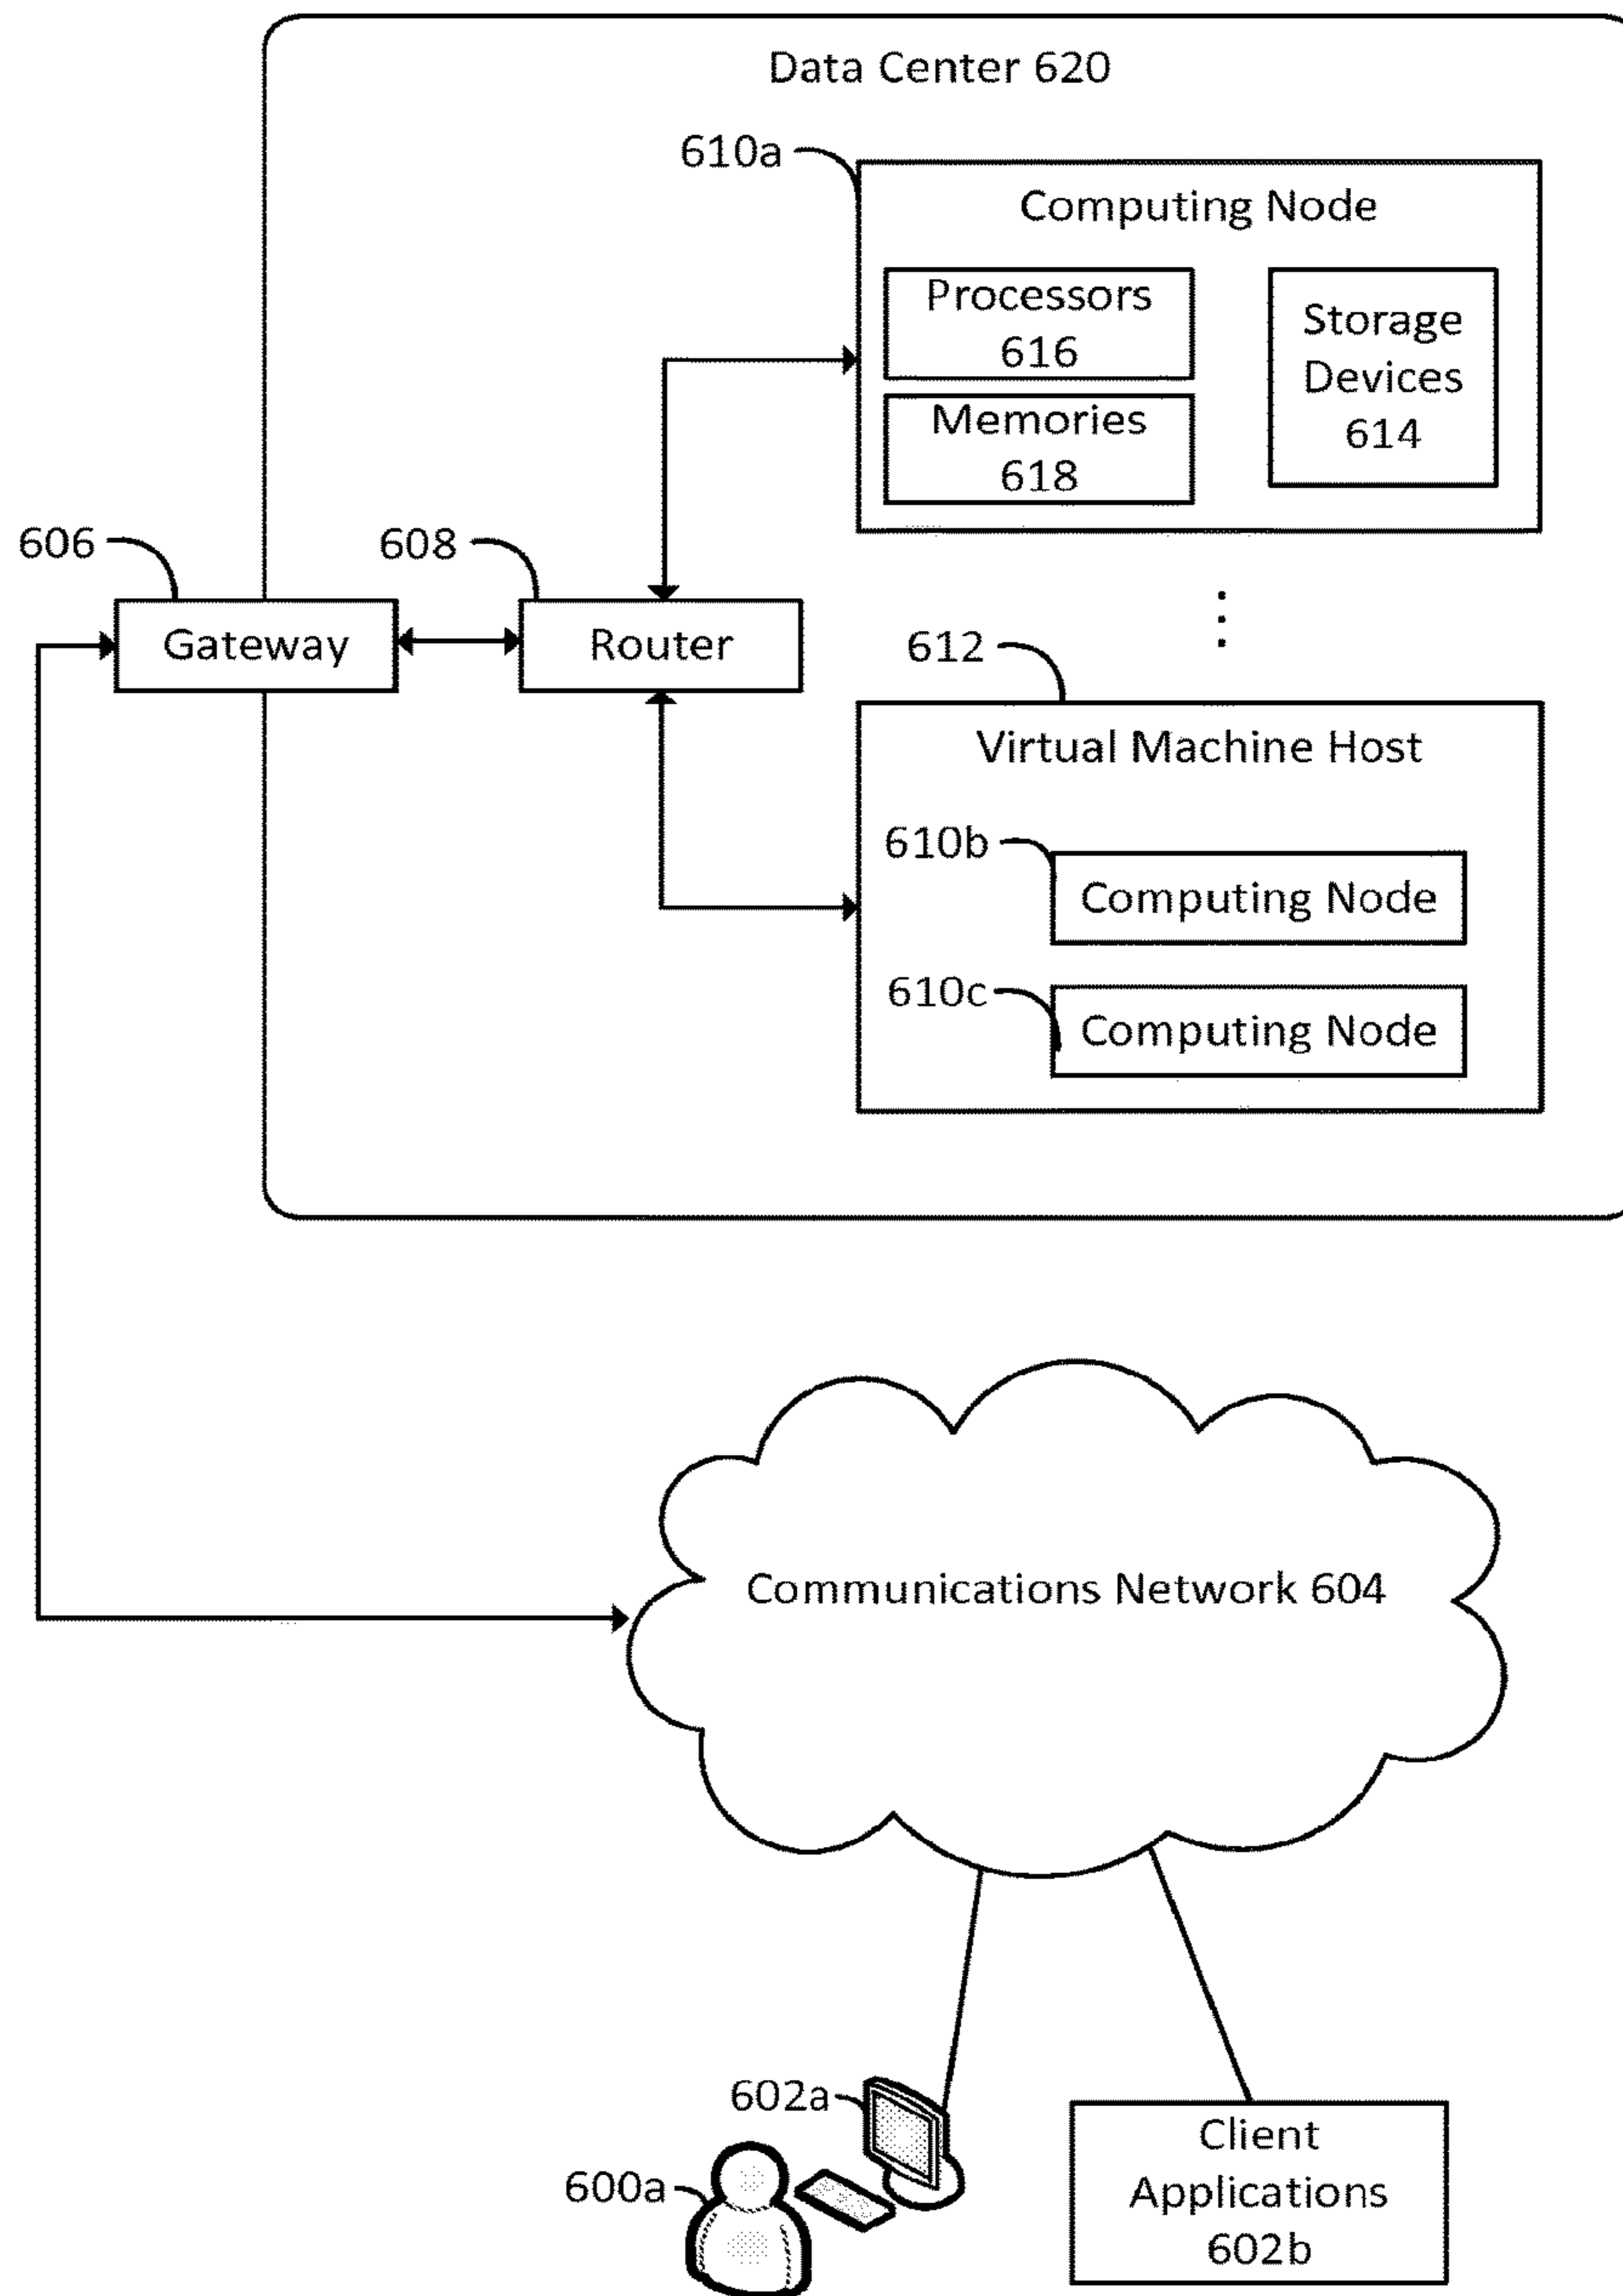 Data Center 620
610a
Computing Node
Processors
616
Storage
Devices
614
Memories
618
606
608
Gateway
Router
612
Virtual Machine Host
610b
Computing Node
610c
Computing Node
Communications Network 604
602a
600a
Client
Applications
602b